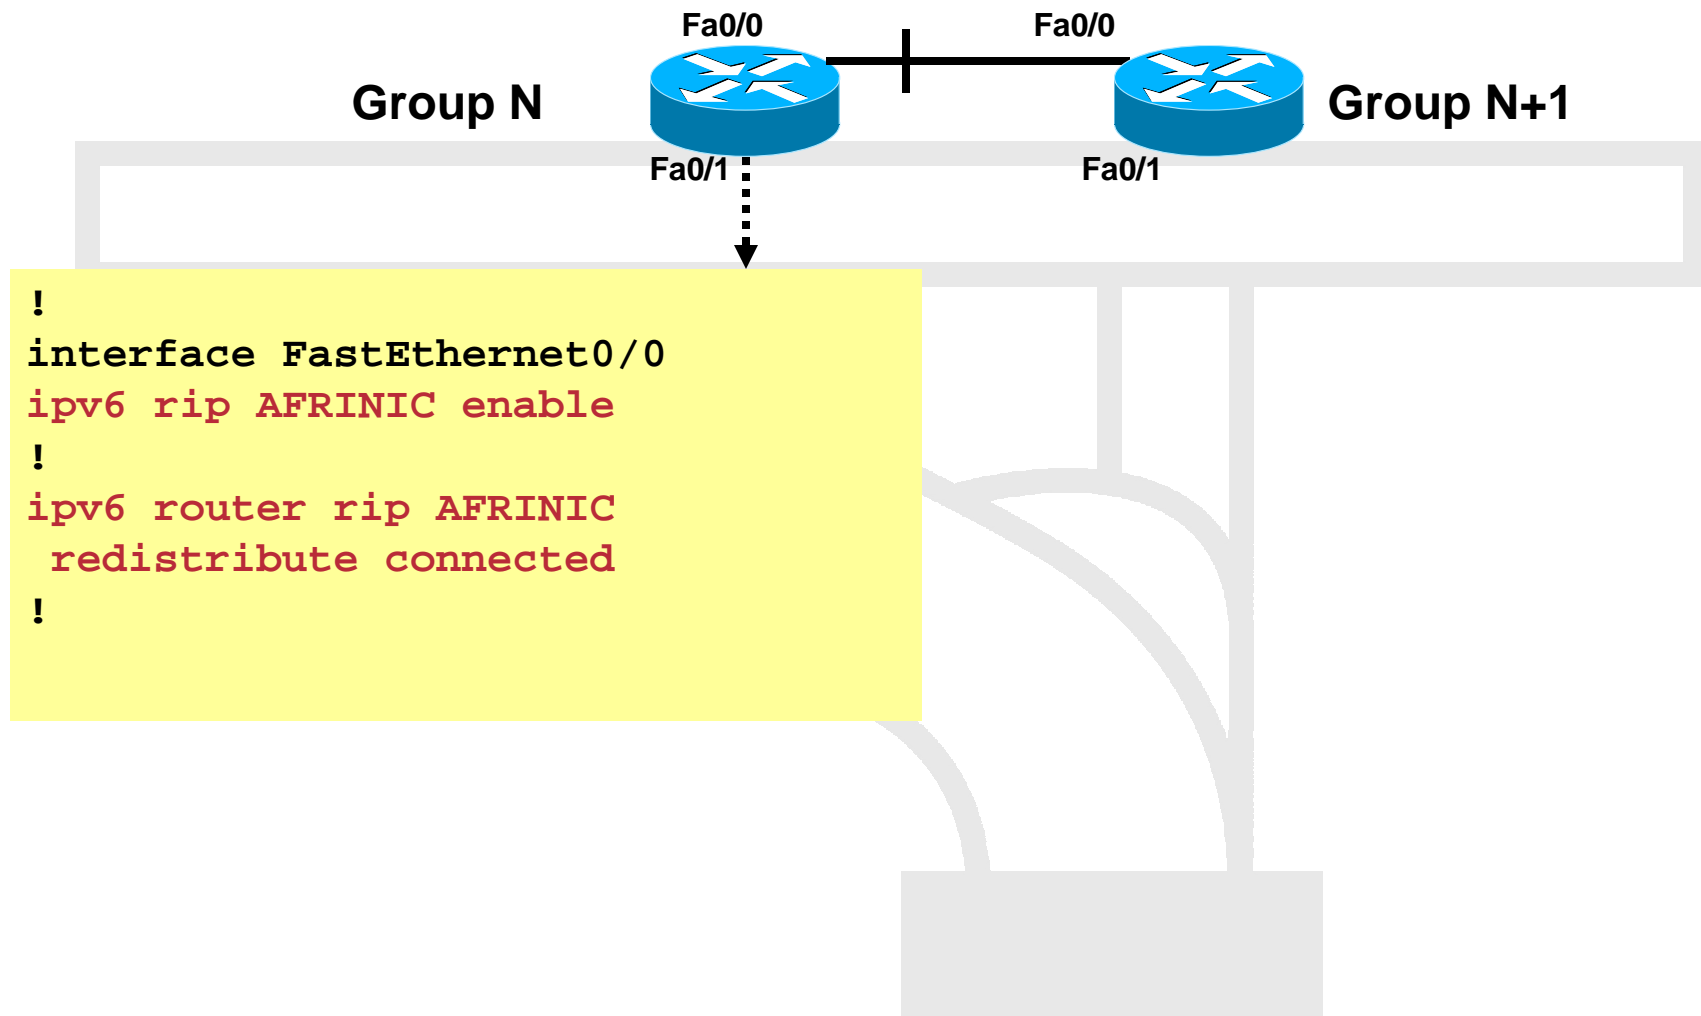 Fa0/0
Fa0/0
Group N
Group N+1
Fa0/1
Fa0/1
!
interface FastEthernet0/0
ipv6 rip AFRINIC enable
!
ipv6 router rip AFRINIC
 redistribute connected
!